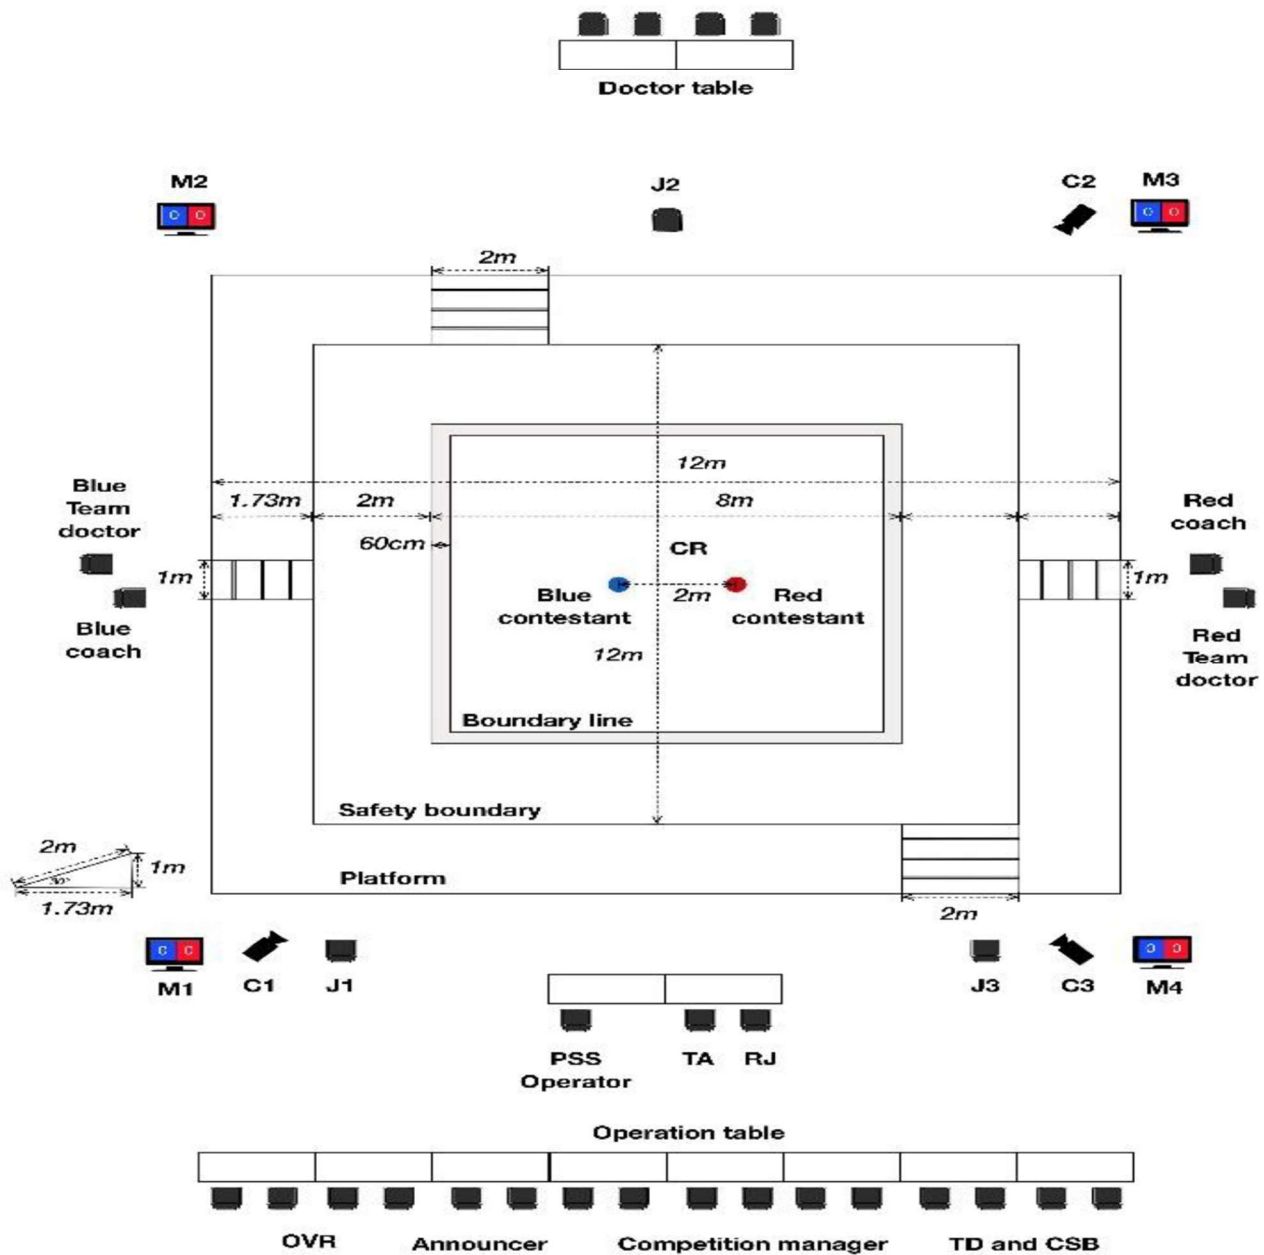 Doctor table
M2
J2
C2
M3
2m
12m
1.73m
2m
8m
60cm
CR
Blue
Team
doctor
1m
Blue
coach
Blue
contestant
2m
Red
contestant
12m
Red
coach
1m
Red
Team
doctor
Boundary line
Safety boundary
Platform
2m
1m
1.73m
2m
M1
C1
J1
J3
C3
M4
PSS
Operator
TA
RJ
Operation table
OVR
Announcer
Competition manager
TD and CSB